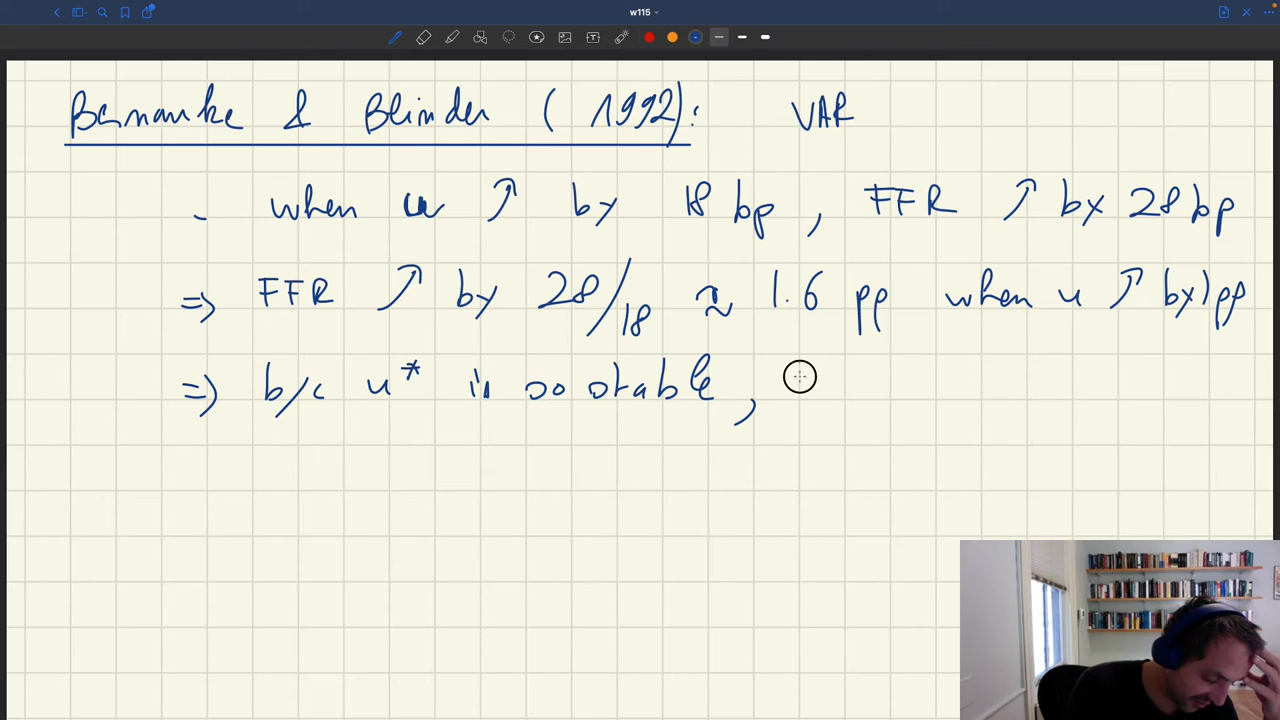 w115
Bernanke & Blinder (1992): VAR
- when u ↗ by 18 bp, FFR ↗ by 28 bp
=> FFR ↗ by 28/18 ≈ 1.6 pp when u ↗ by 1 pp
=> b/c u* is so stable,